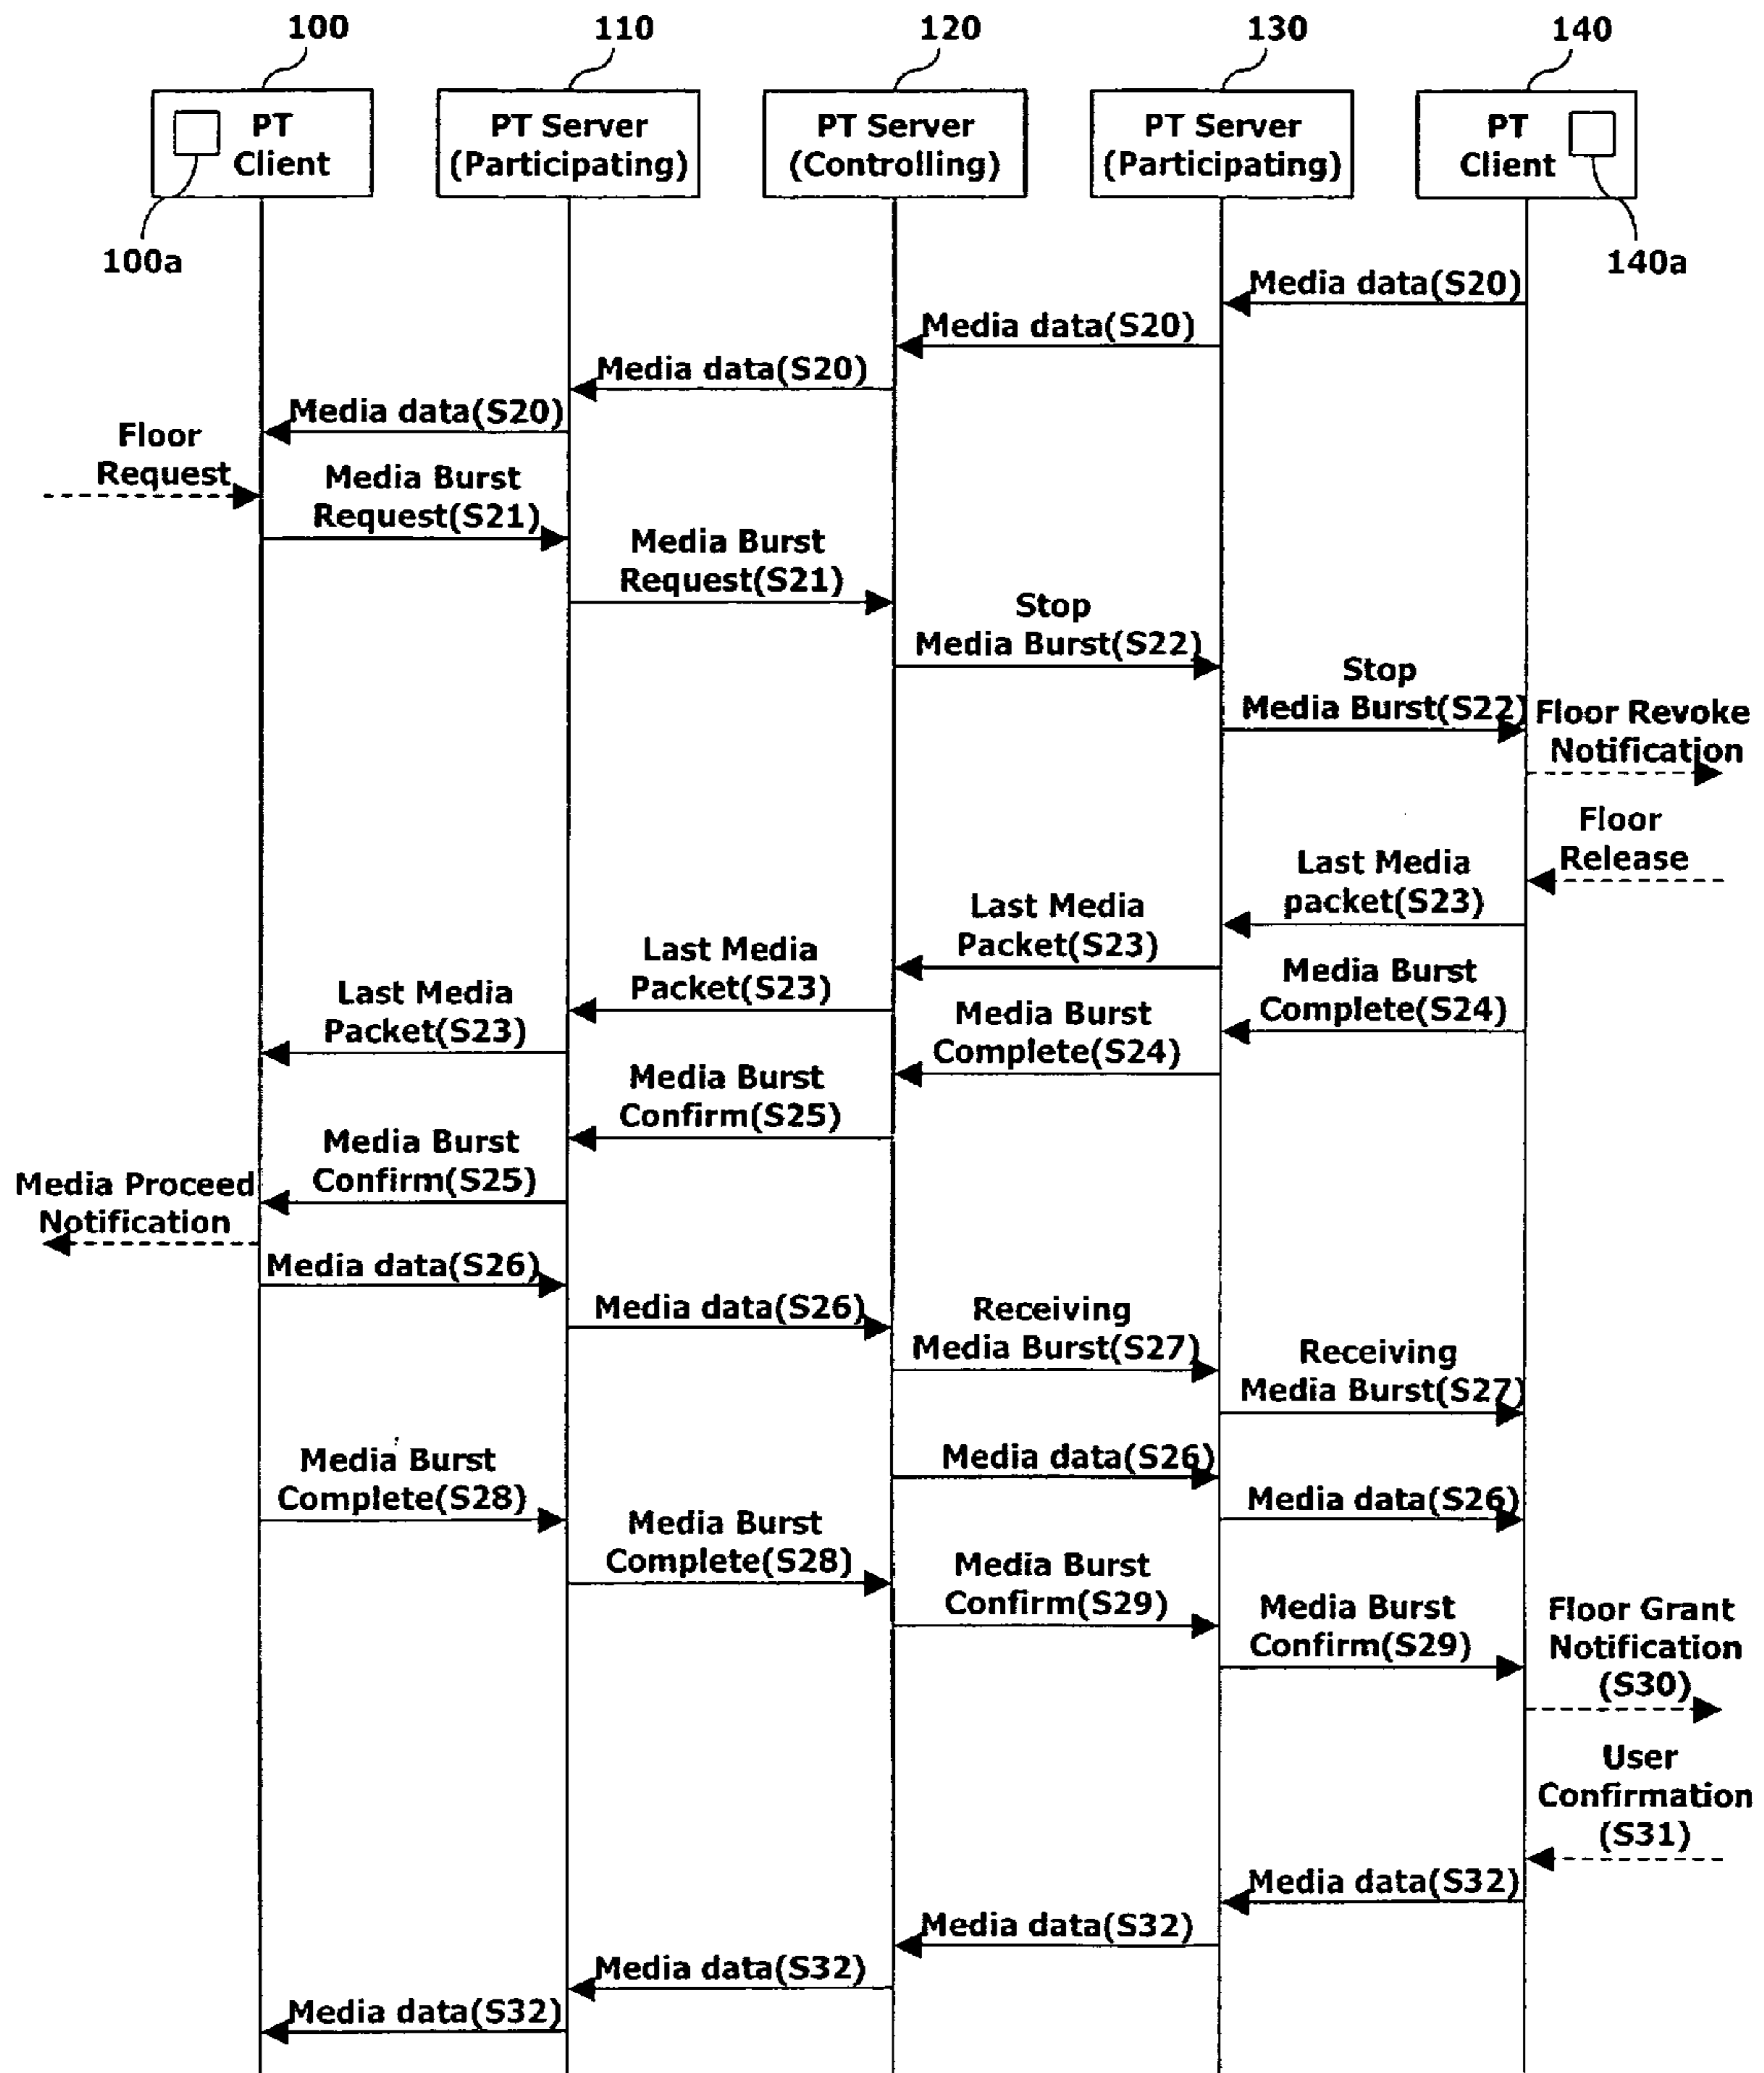 100
110
120
130
140
PT
Client
PT Server
(Participating)
PT Server
(Controlling)
PT Server
(Participating)
PT
Client
100a
140a
Media data(S20)
Media data(S20)
Media data(S20)
Media data(S20)
Floor
Request
Media Burst
Request(S21)
Media Burst
Request(S21)
Stop
Media Burst(S22)
Stop
Media Burst(S22)
Floor Revoke
Notification
Floor
Release
Last Media
packet(S23)
Last Media
Packet(S23)
Last Media
Packet(S23)
Last Media
Packet(S23)
Media Burst
Complete(S24)
Media Burst
Complete(S24)
Media Burst
Confirm(S25)
Media Burst
Confirm(S25)
Media Proceed
Notification
Media data(S26)
Media data(S26)
Receiving
Media Burst(S27)
Receiving
Media Burst(S27)
Media data(S26)
Media data(S26)
Media Burst
Complete(S28)
Media Burst
Complete(S28)
Media Burst
Confirm(S29)
Media Burst
Confirm(S29)
Floor Grant
Notification
(S30)
User
Confirmation
(S31)
Media data(S32)
Media data(S32)
Media data(S32)
Media data(S32)